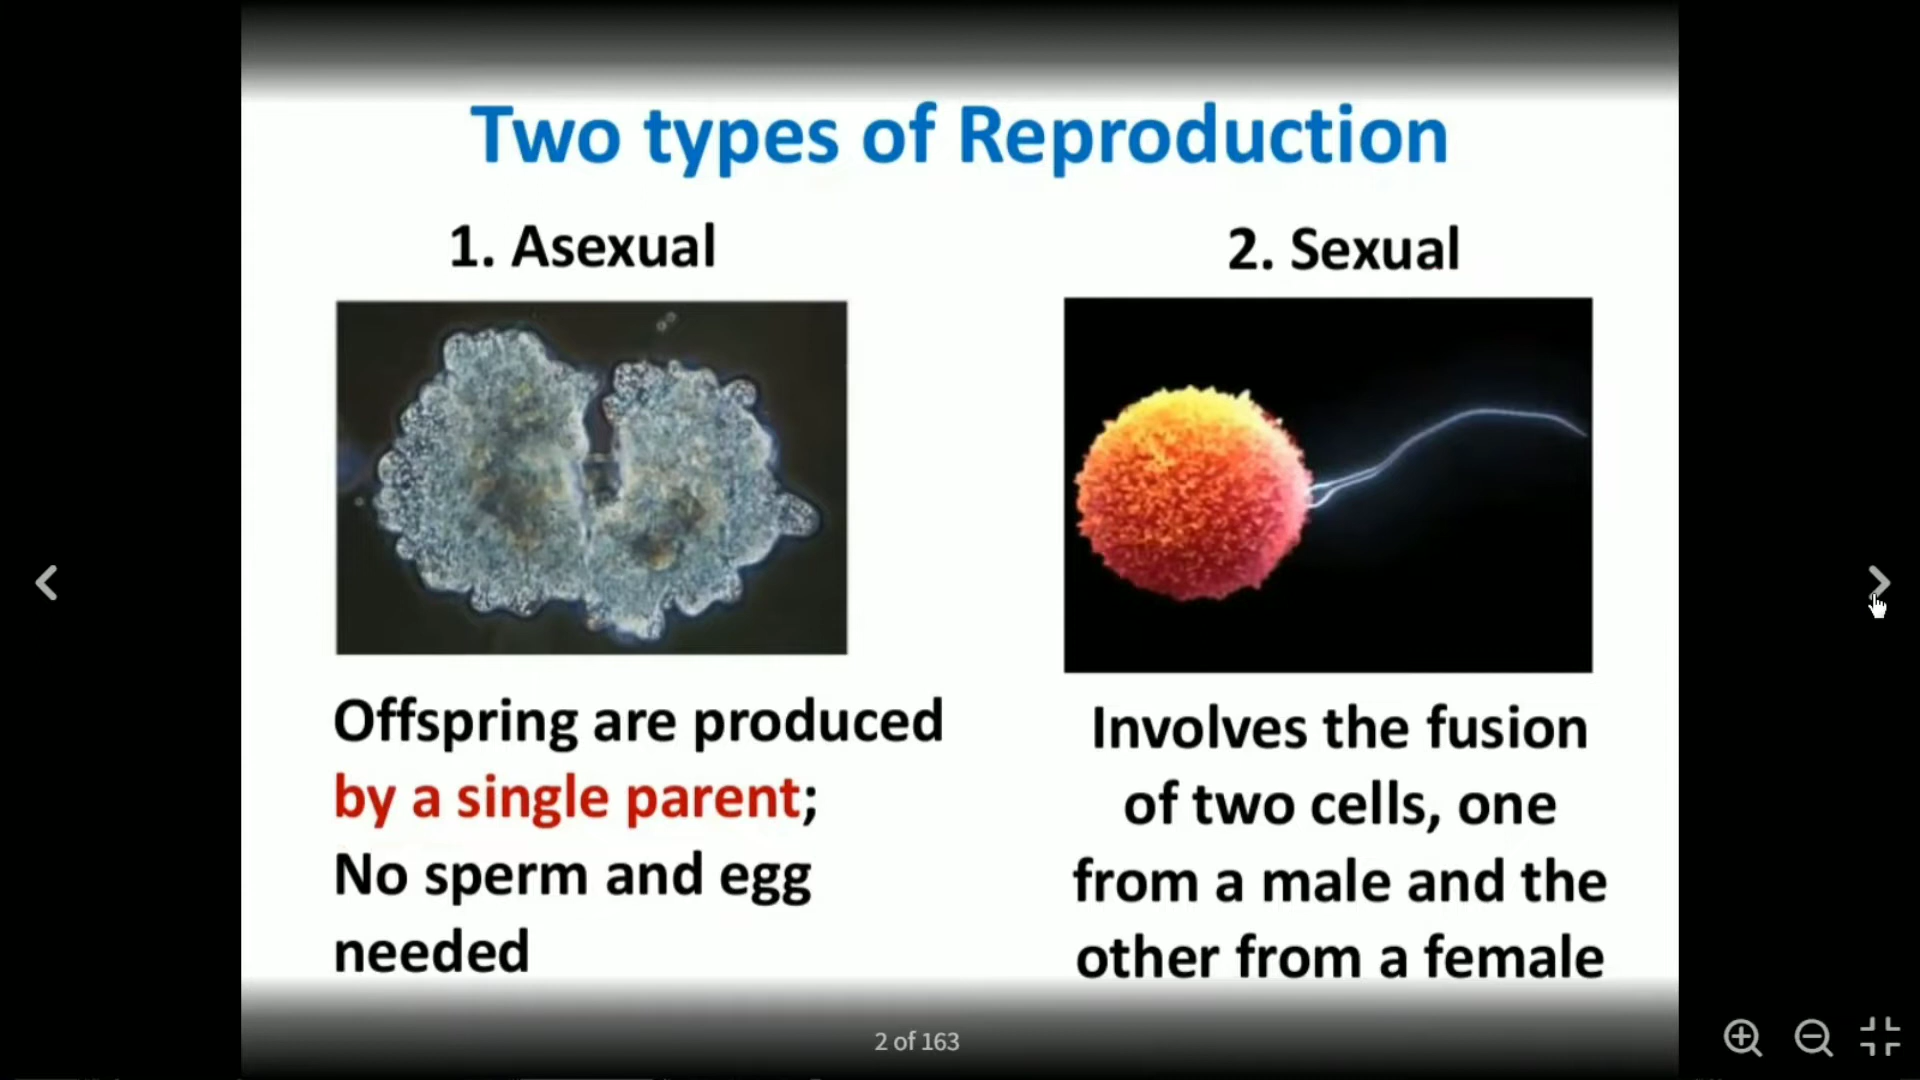 Two types of Reproduction
1. Asexual
2. Sexual
Offspring are produced
by a single parent;
No sperm and egg
needed
Involves the fusion
of two cells, one
from a male and the
other from a female
2 of 163